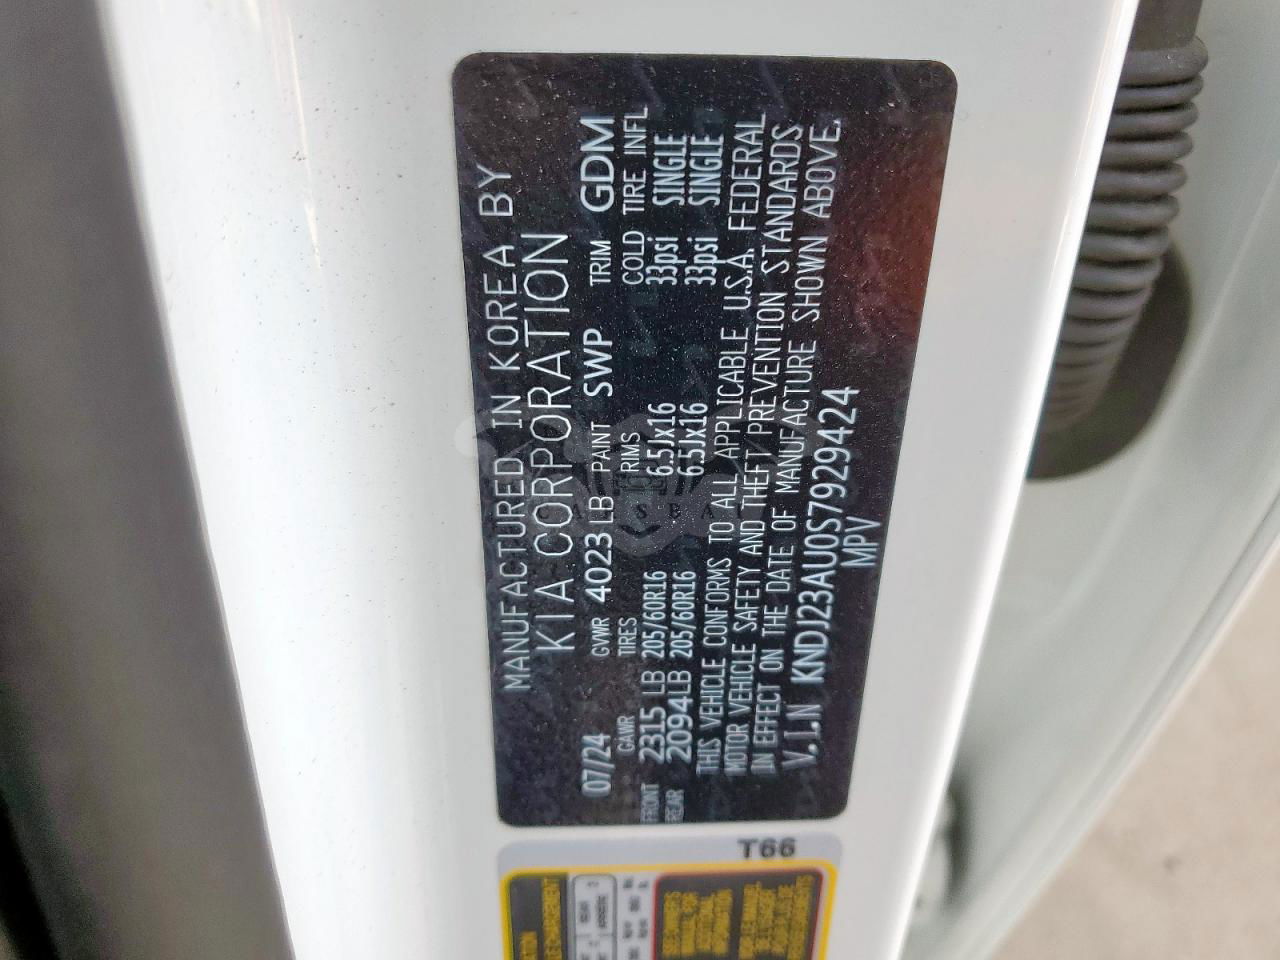 MANUFACTURED IN KOREA BY
KIA CORPORATION
07/24 GVWR 4023 LB PAINT SWP TRIM GDM
GAWR TIRES RIMS COLD TIRE INFL
FRONT 2315 LB 205/60R16 6.5Jx16 33psi SINGLE
REAR 2094LB 205/60R16 6.5Jx16 33psi SINGLE
THIS VEHICLE CONFORMS TO ALL APPLICABLE U.S.A. FEDERAL
MOTOR VEHICLE SAFETY AND THEFT PREVENTION STANDARDS
IN EFFECT ON THE DATE OF MANUFACTURE SHOWN ABOVE.
V.I.N KNDJ23AU0S7929424
MPV
T66